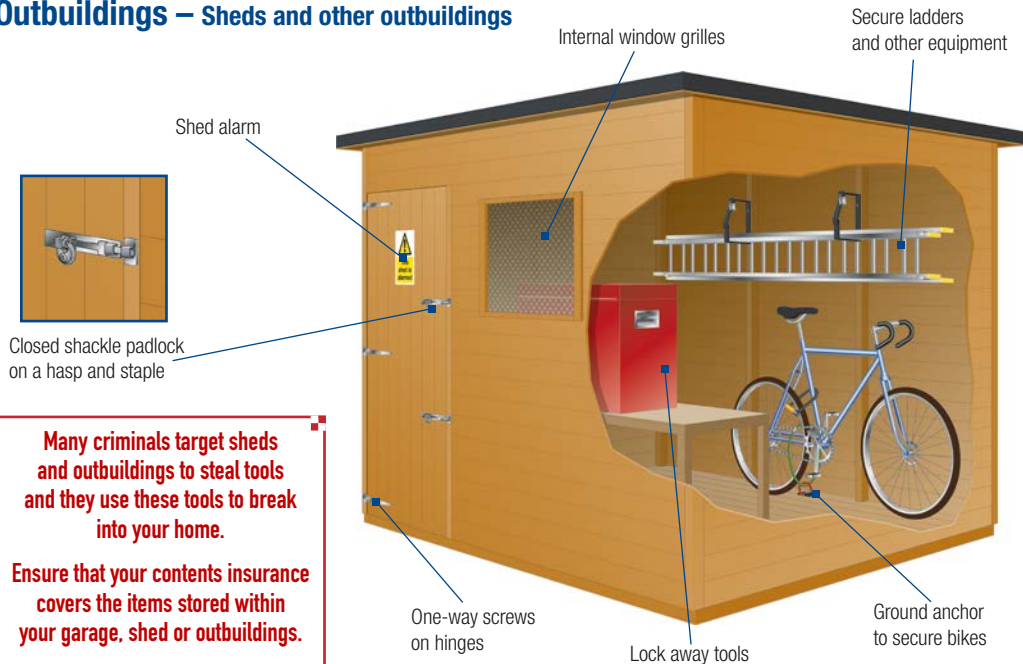 Outbuildings – Sheds and other outbuildings
Secure ladders
and other equipment
Internal window grilles
Shed alarm
Closed shackle padlock
on a hasp and staple
Many criminals target sheds
and outbuildings to steal tools
and they use these tools to break
into your home.
Ensure that your contents insurance
covers the items stored within
your garage, shed or outbuildings.
One-way screws
on hinges
Lock away tools
Ground anchor
to secure bikes